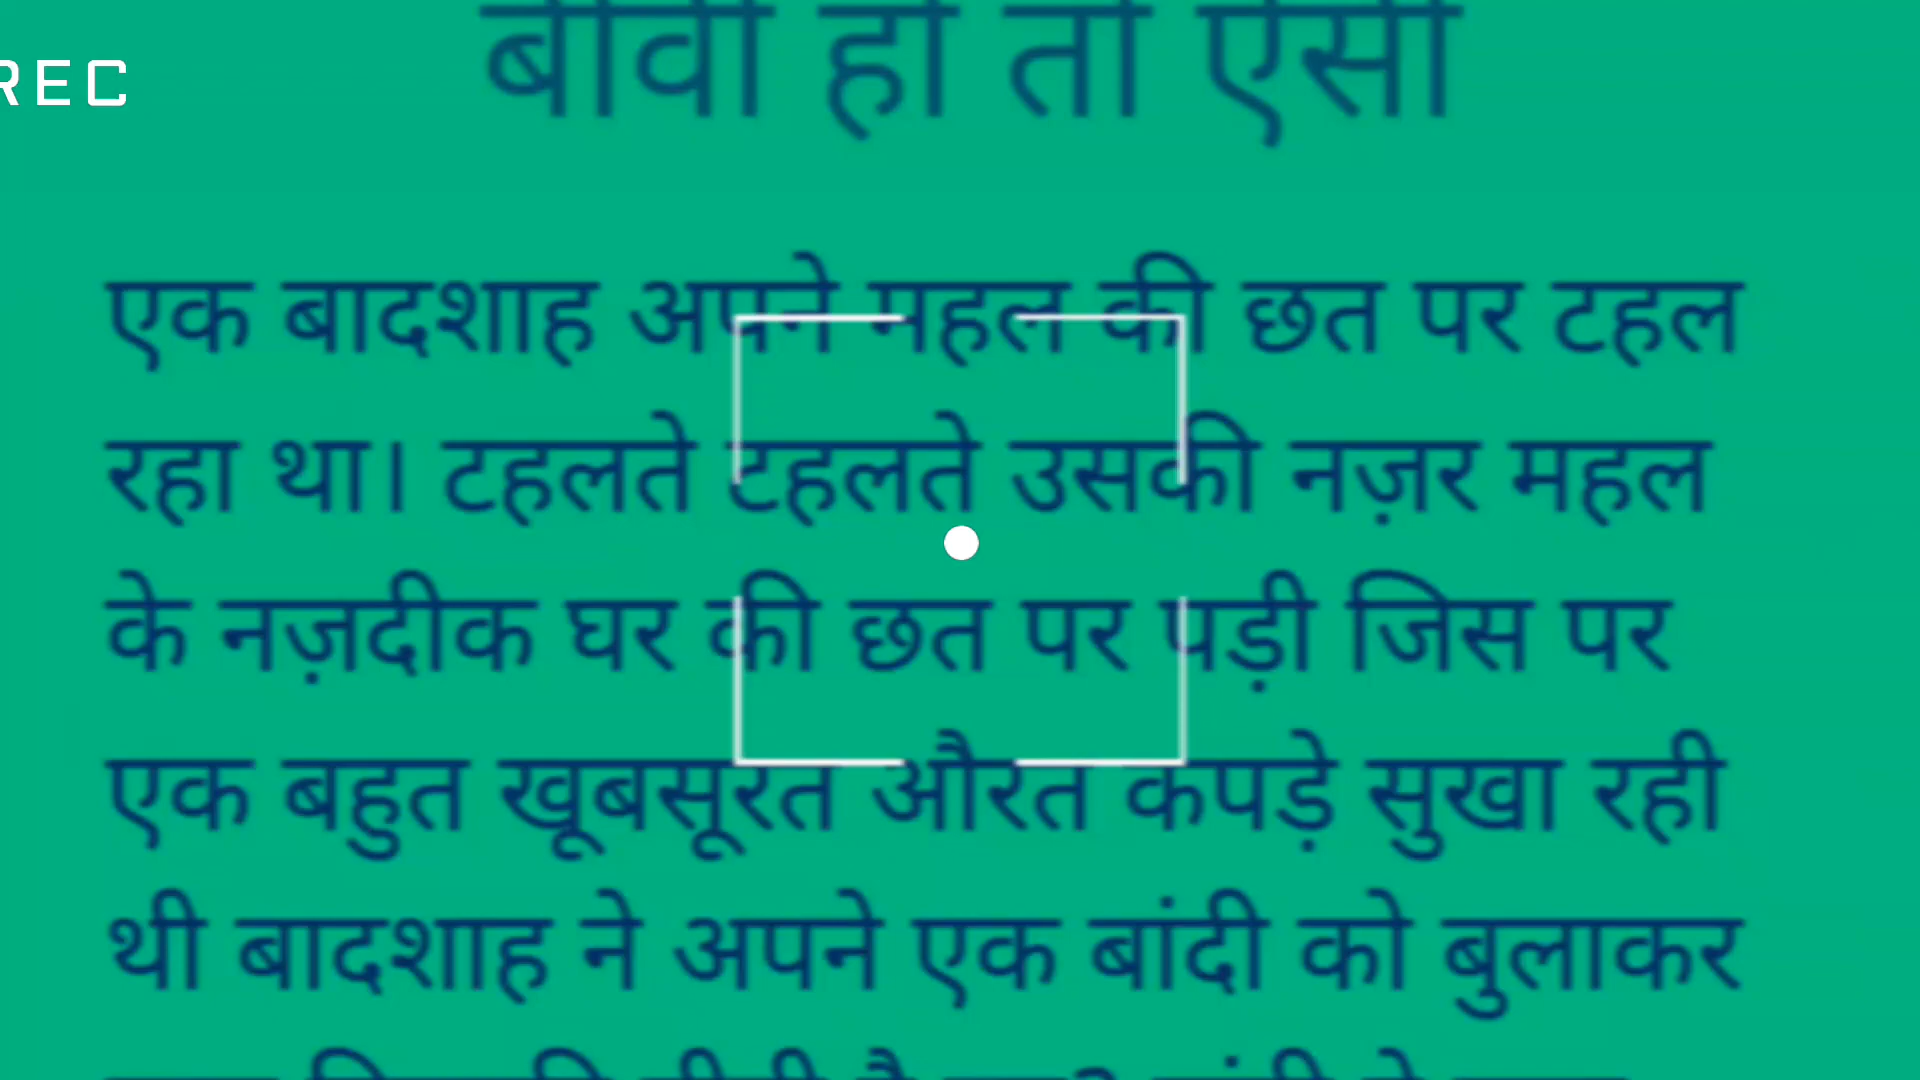 बीवी हो तो ऐसी
REC
एक बादशाह अपने महल की छत पर टहल
रहा था। टहलते टहलते उसकी नज़र महल
के नज़दीक घर की छत पर पड़ी जिस पर
एक बहुत खूबसूरत औरत कपड़े सुखा रही
थी बादशाह ने अपने एक बांदी को बुलाकर